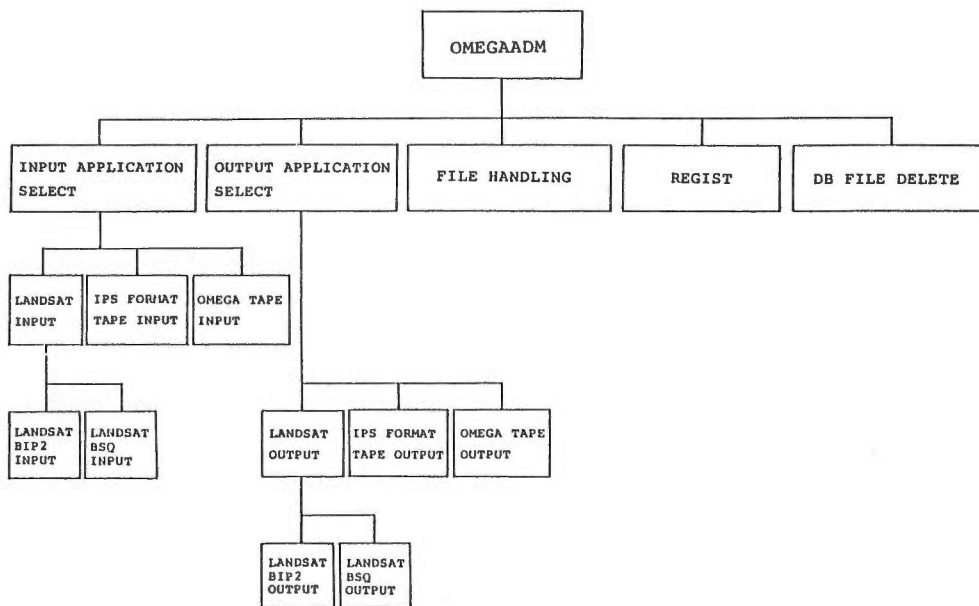 OMEGAADM
INPUT APPLICATION
SELECT
OUTPUT APPLICATION
SELECT
FILE HANDLING
REGIST
DB FILE DELETE
LANDSAT
INPUT
IPS FORMAT
TAPE INPUT
OMEGA TAPE
INPUT
LANDSAT
BIP2
INPUT
LANDSAT
BSQ
INPUT
LANDSAT
OUTPUT
IPS FORMAT
TAPE OUTPUT
OMEGA TAPE
OUTPUT
LANDSAT
BIP2
OUTPUT
LANDSAT
BSQ
OUTPUT